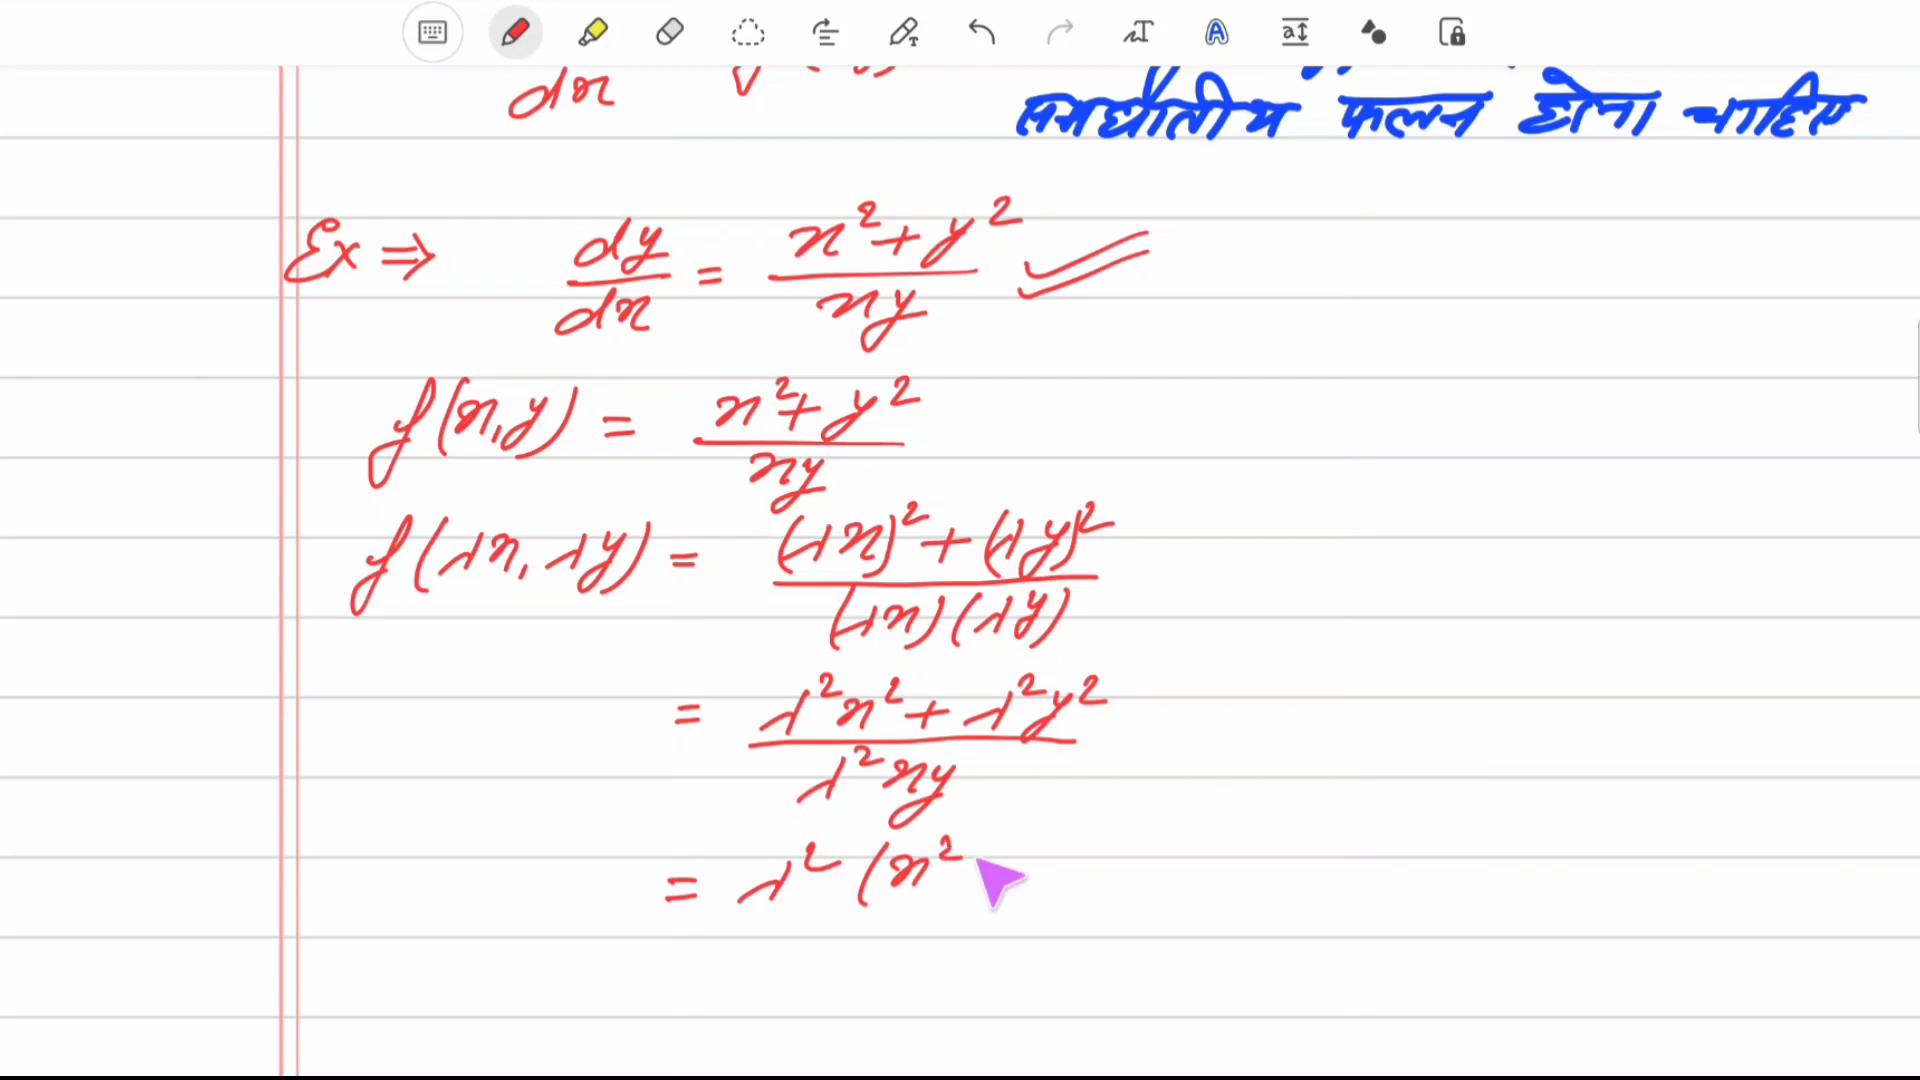 dx
समघातीय फलन होना चाहिए
Ex ⇒ dy/dx = (x² + y²)/(xy)
f(x,y) = (x² + y²)/(xy)
f(λx, λy) = ((λx)² + (λy)²)/((λx)(λy))
= (λ²x² + λ²y²)/(λ²xy)
= λ² (x²